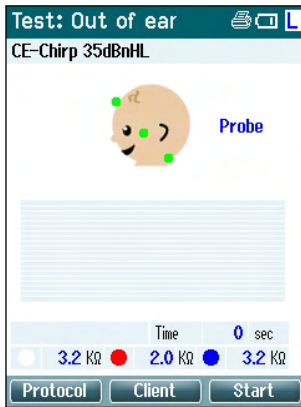 Test: Out of ear L
CE-Chirp 35dBnHL
Probe
Time 0 sec
3.2 KΩ 2.0 KΩ 3.2 KΩ
Protocol Client Start